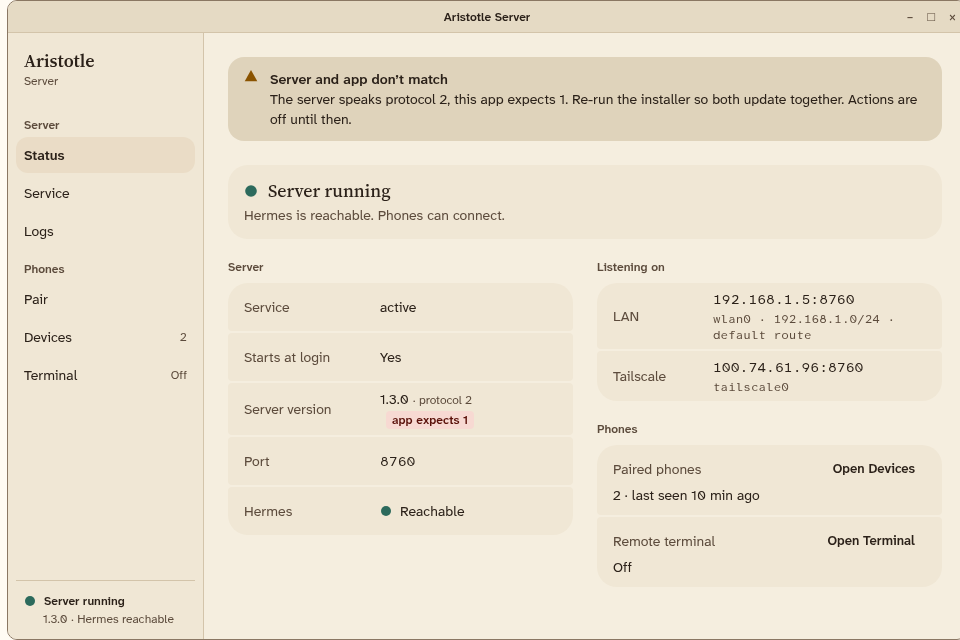 Aristotle Server
Aristotle
Server
Server
Status
Service
Logs
Phones
Pair
Devices 2
Terminal Off
Server running
1.3.0 · Hermes reachable
Server and app don't match
The server speaks protocol 2, this app expects 1. Re-run the installer so both update together. Actions are
off until then.
Server running
Hermes is reachable. Phones can connect.
Server
Service active
Starts at login Yes
Server version 1.3.0 · protocol 2
app expects 1
Port 8760
Hermes Reachable
Listening on
LAN 192.168.1.5:8760
wlan0 · 192.168.1.0/24 ·
default route
Tailscale 100.74.61.96:8760
tailscale0
Phones
Paired phones Open Devices
2 · last seen 10 min ago
Remote terminal Open Terminal
Off